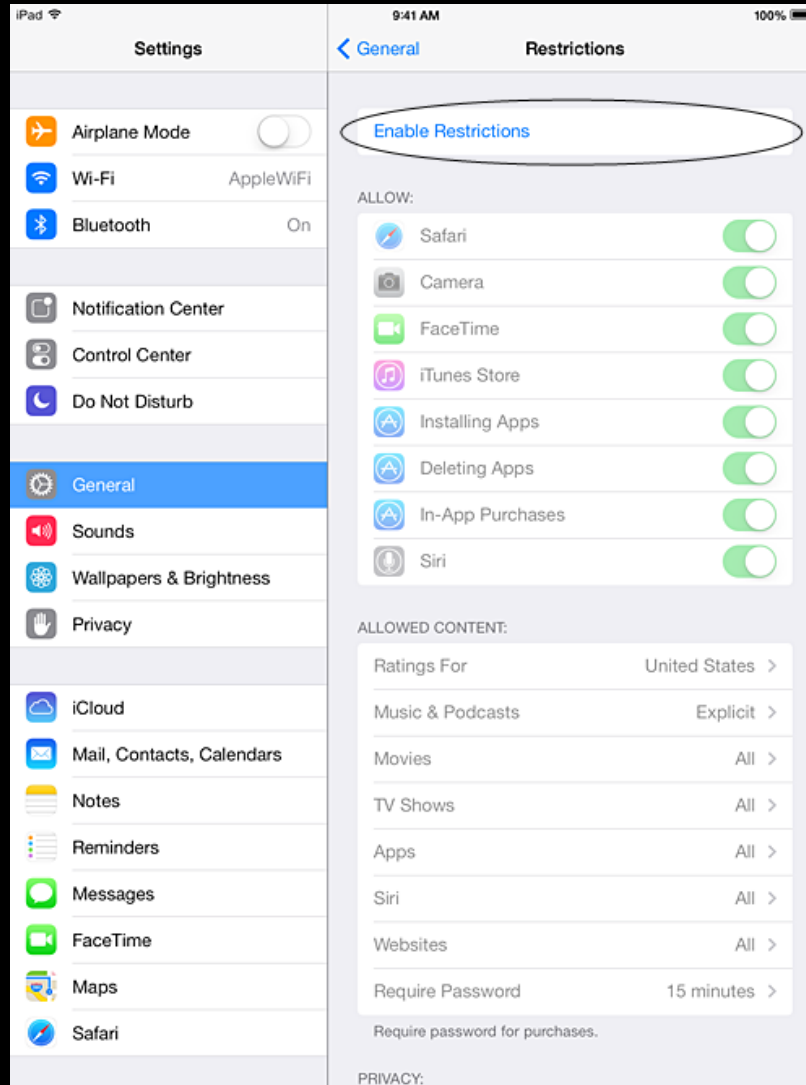 iPad
9:41 AM
100%
Settings
Airplane Mode
Wi-Fi AppleWiFi
Bluetooth On
Notification Center
Control Center
Do Not Disturb
General
Sounds
Wallpapers & Brightness
Privacy
iCloud
Mail, Contacts, Calendars
Notes
Reminders
Messages
FaceTime
Maps
Safari
General
Restrictions
Enable Restrictions
ALLOW:
Safari
Camera
FaceTime
iTunes Store
Installing Apps
Deleting Apps
In-App Purchases
Siri
ALLOWED CONTENT:
Ratings For United States
Music & Podcasts Explicit
Movies All
TV Shows All
Apps All
Siri All
Websites All
Require Password 15 minutes
Require password for purchases.
PRIVACY: